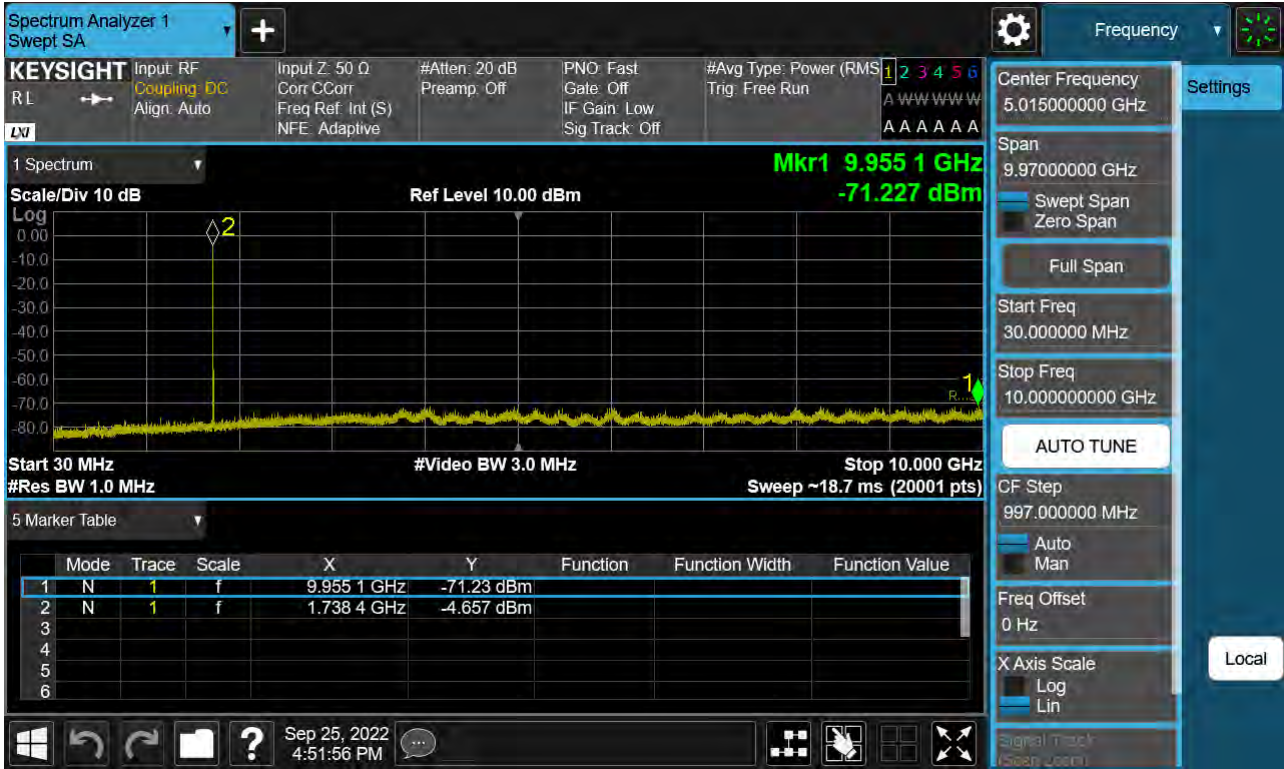 Spectrum Analyzer 1
Swept SA
+
Frequency
KEYSIGHT
RL
LXI
Input: RF
Coupling: DC
Align: Auto
Input Z: 50 Ω
Corr CCorr
Freq Ref: Int (S)
NFE: Adaptive
#Atten: 20 dB
Preamp: Off
PNO: Fast
Gate: Off
IF Gain: Low
Sig Track: Off
#Avg Type: Power (RMS
Trig: Free Run
1 2 3 4 5 6
A W W W W W
A A A A A A
Center Frequency
5.015000000 GHz
Settings
Span
9.97000000 GHz
Swept Span
Zero Span
Full Span
Start Freq
30.000000 MHz
Stop Freq
10.000000000 GHz
AUTO TUNE
CF Step
997.000000 MHz
Auto
Man
Freq Offset
0 Hz
X Axis Scale
Log
Lin
Signal Track
(Span Zoom)
Local
1 Spectrum
Mkr1 9.955 1 GHz
-71.227 dBm
Scale/Div 10 dB
Ref Level 10.00 dBm
Log
0.00
-10.0
-20.0
-30.0
-40.0
-50.0
-60.0
-70.0
-80.0
2
1
Start 30 MHz
#Video BW 3.0 MHz
Stop 10.000 GHz
#Res BW 1.0 MHz
Sweep ~18.7 ms (20001 pts)
5 Marker Table
Mode Trace Scale X Y Function Function Width Function Value
1 N 1 f 9.955 1 GHz -71.23 dBm
2 N 1 f 1.738 4 GHz -4.657 dBm
3
4
5
6
?
Sep 25, 2022
4:51:56 PM